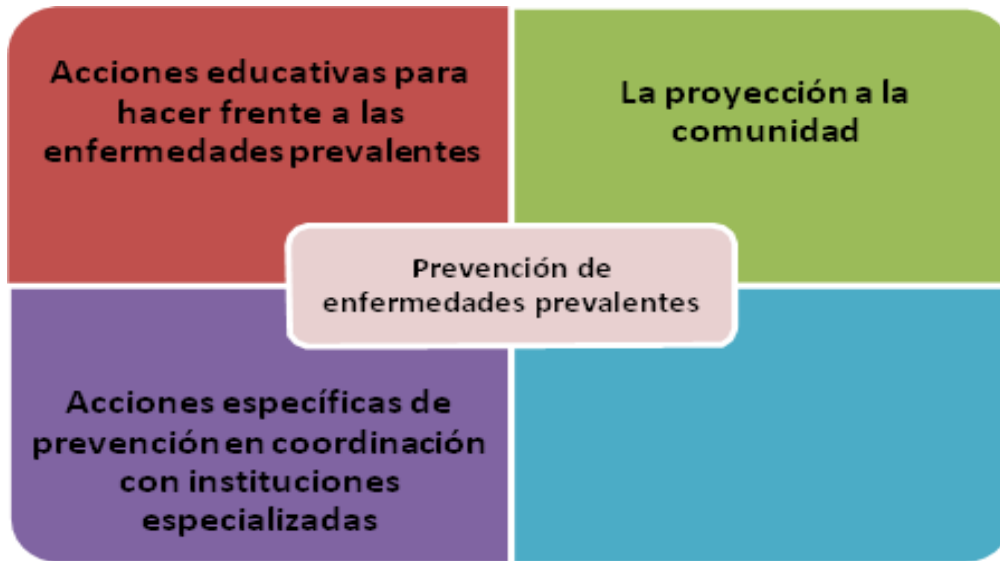 Acciones educativas para
hacer frente a las
enfermedades prevalentes
La proyección a la
comunidad
Prevención de
enfermedades prevalentes
Acciones específicas de
prevención en coordinación
con instituciones
especializadas